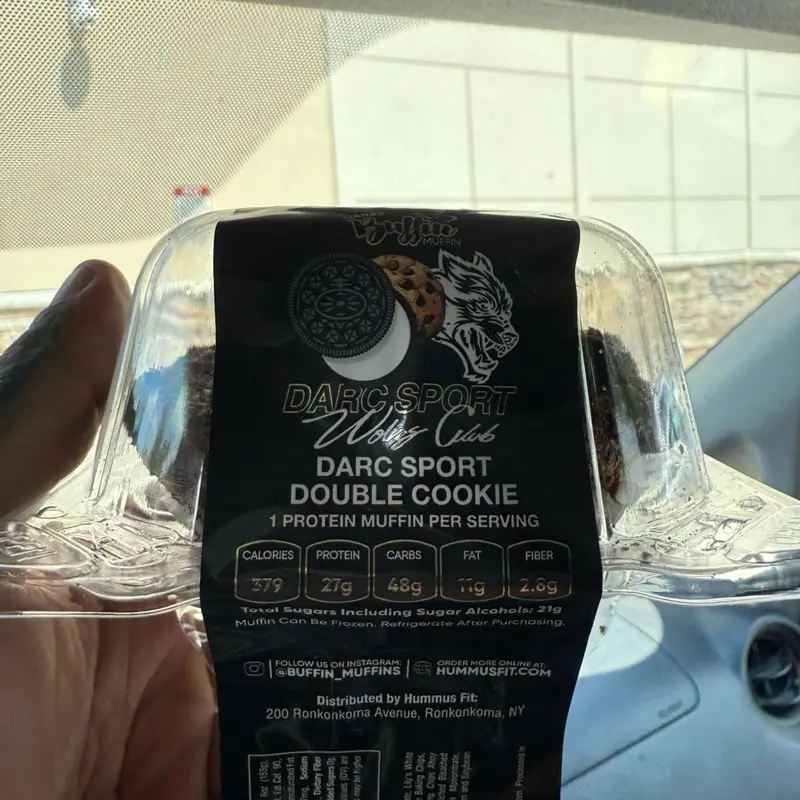 Buffin
MUFFIN
DARC SPORT
Wolves Club
DARC SPORT
DOUBLE COOKIE
1 PROTEIN MUFFIN PER SERVING
CALORIES PROTEIN CARBS FAT FIBER
379 27g 48g 11g 2.8g
Total Sugars Including Sugar Alcohols: 21g
Muffin Can Be Frozen. Refrigerate After Purchasing.
FOLLOW US ON INSTAGRAM:
@BUFFIN_MUFFINS
ORDER MORE ONLINE AT:
HUMMUSFIT.COM
Distributed by Hummus Fit:
200 Ronkonkoma Avenue, Ronkonkoma, NY